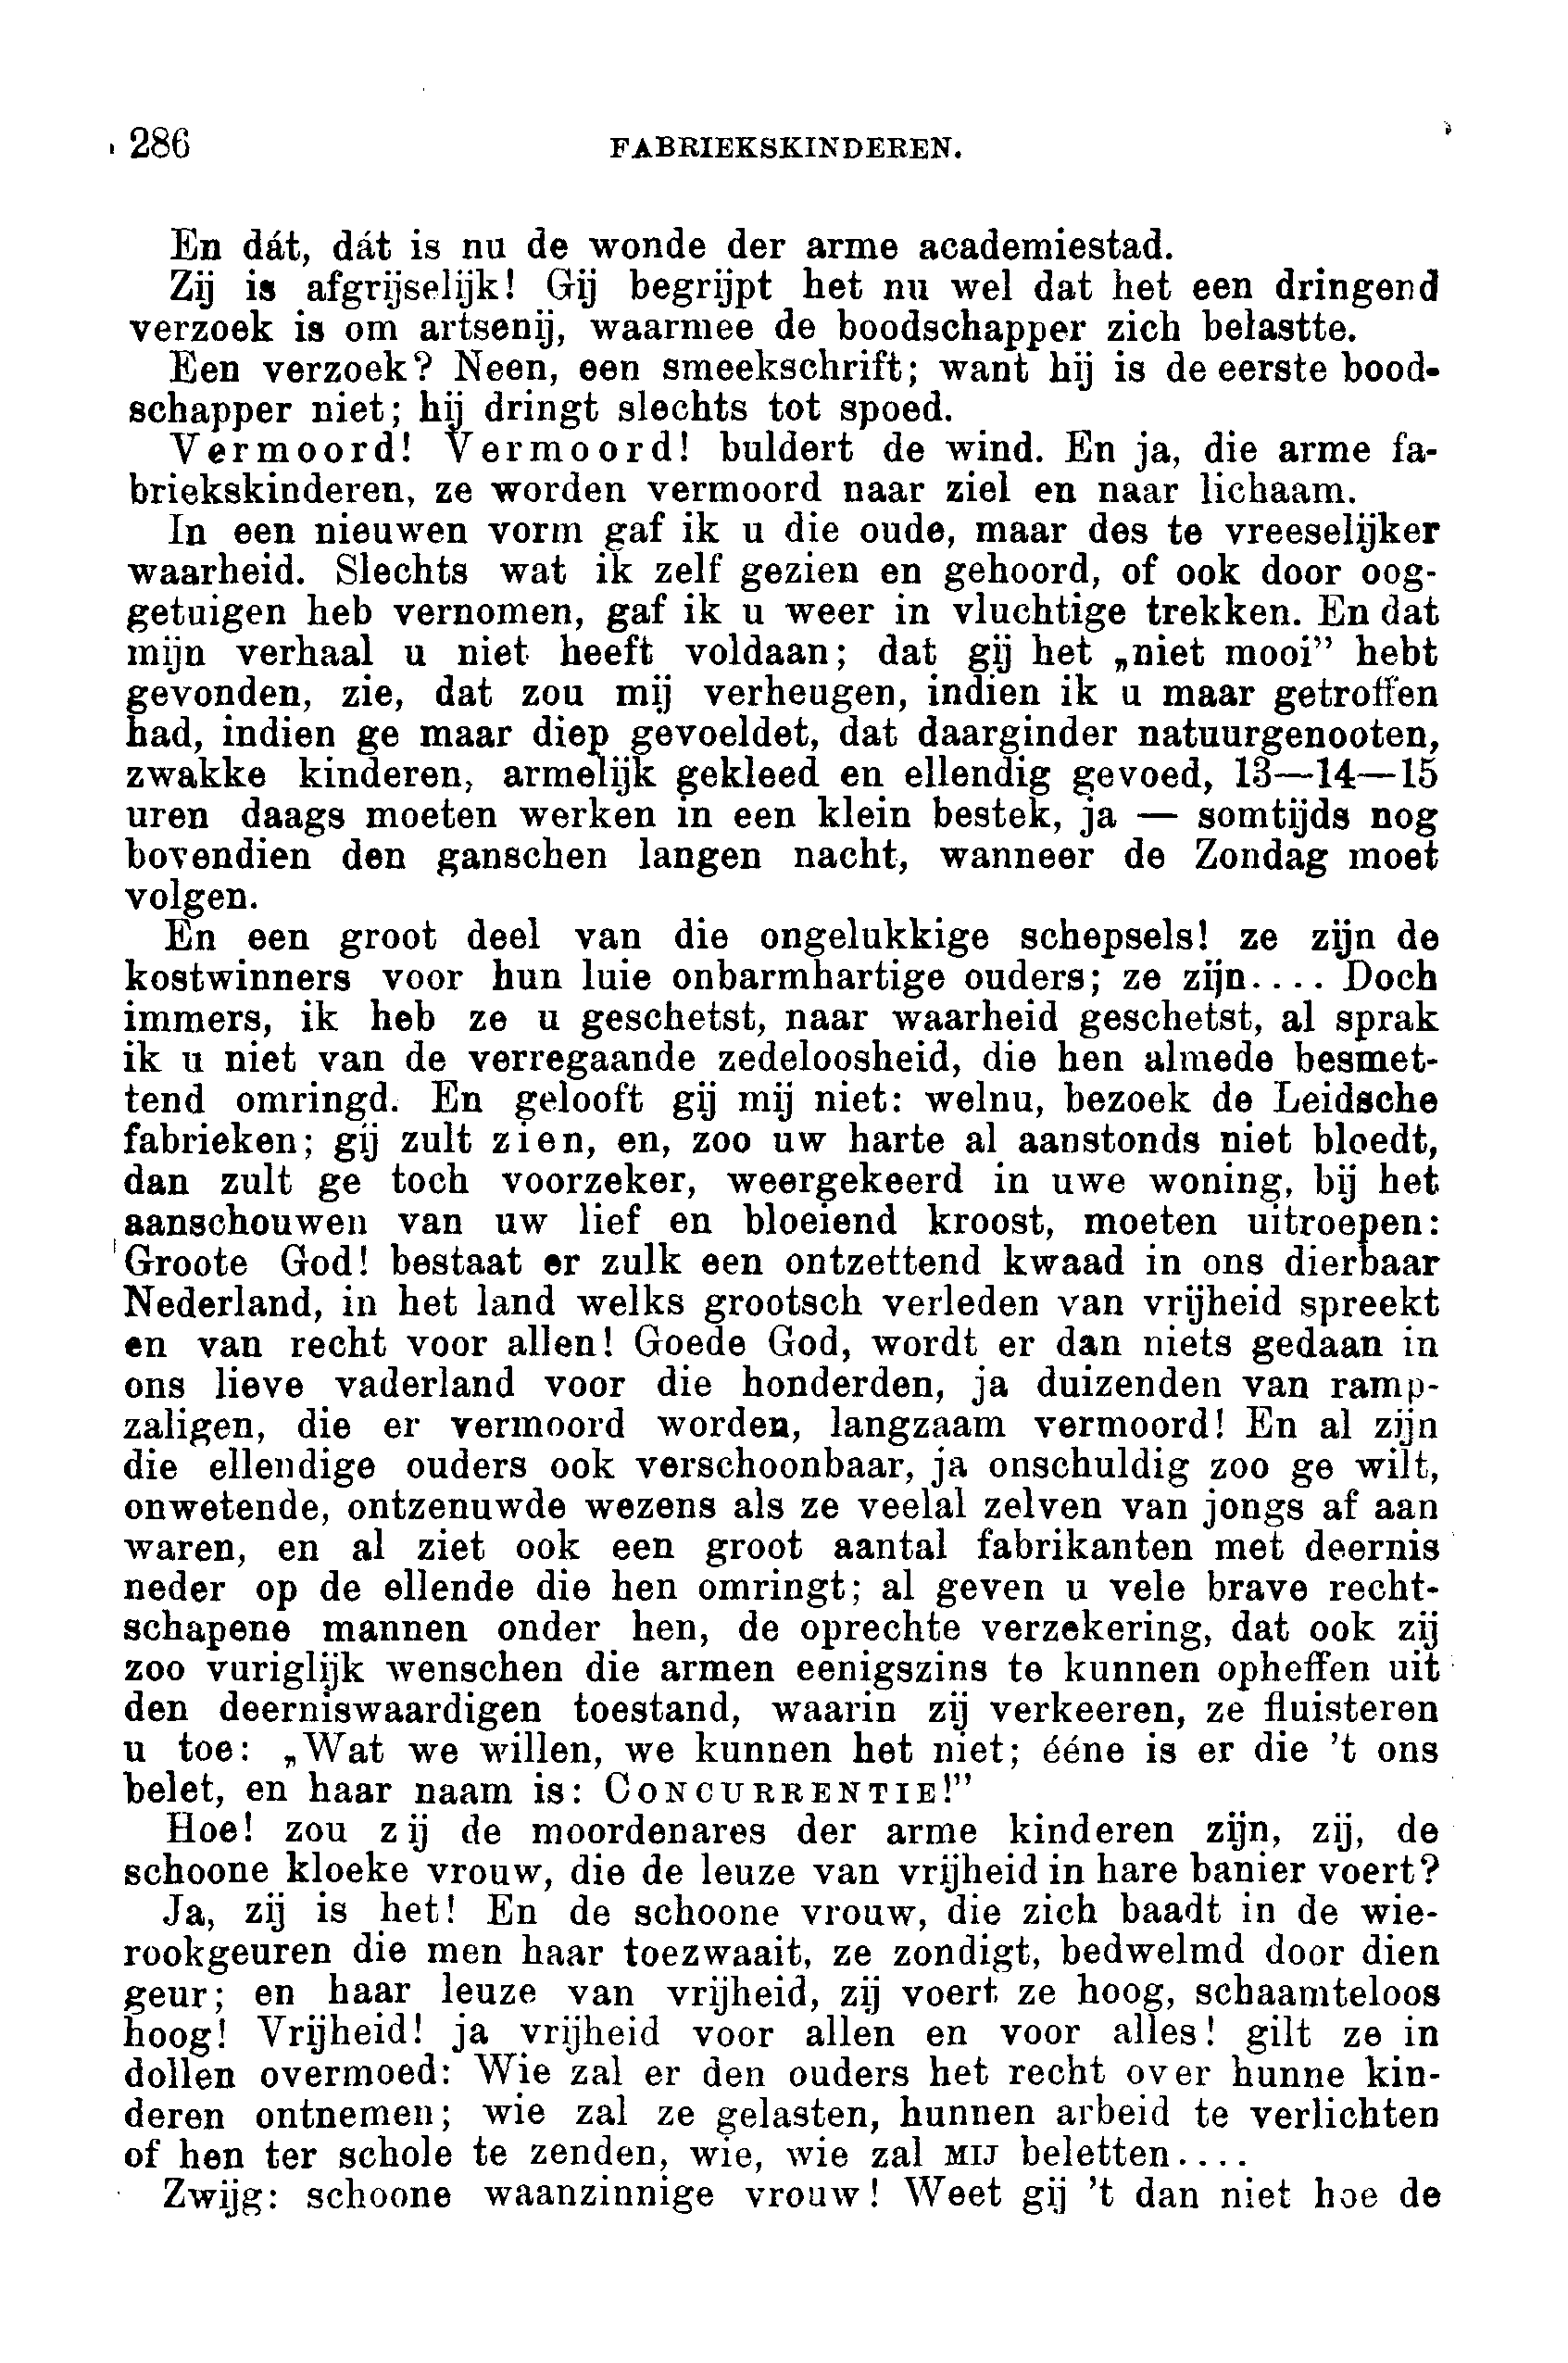 286 FABRIEKSKINDEREN.
En dát, dát is nu de wonde der arme academiestad.
Zij is afgrijselijk! Gij begrijpt het nu wel dat het een dringend
verzoek is om artsenij, waarmee de boodschapper zich belastte.
Een verzoek? Neen, een smeekschrift; want hij is de eerste bood-
schapper niet; hij dringt slechts tot spoed.
Vermoord! Vermoord! buldert de wind. En ja, die arme fa-
briekskinderen, ze worden vermoord naar ziel en naar lichaam.
In een nieuwen vorm gaf ik u die oude, maar des te vreeselijker
waarheid. Slechts wat ik zelf gezien en gehoord, of ook door oog-
getuigen heb vernomen, gaf ik u weer in vluchtige trekken. En dat
mijn verhaal u niet heeft voldaan; dat gij het „niet mooi” hebt
gevonden, zie, dat zou mij verheugen, indien ik u maar getroffen
had, indien ge maar diep gevoeldet, dat daarginder natuurgenooten,
zwakke kinderen, armelijk gekleed en ellendig gevoed, 13—14—15
uren daags moeten werken in een klein bestek, ja — somtijds nog
bovendien den ganschen langen nacht, wanneer de Zondag moet
volgen.
En een groot deel van die ongelukkige schepsels! ze zijn de
kostwinners voor hun luie onbarmhartige ouders; ze zijn.... Doch
immers, ik heb ze u geschetst, naar waarheid geschetst, al sprak
ik u niet van de verregaande zedeloosheid, die hen almede besmet-
tend omringd. En gelooft gij mij niet: welnu, bezoek de Leidsche
fabrieken; gij zult zien, en, zoo uw harte al aanstonds niet bloedt,
dan zult ge toch voorzeker, weergekeerd in uwe woning, bij het
aanschouwen van uw lief en bloeiend kroost, moeten uitroepen:
Groote God! bestaat er zulk een ontzettend kwaad in ons dierbaar
Nederland, in het land welks grootsch verleden van vrijheid spreekt
en van recht voor allen! Goede God, wordt er dan niets gedaan in
ons lieve vaderland voor die honderden, ja duizenden van ramp-
zaligen, die er vermoord worden, langzaam vermoord! En al zijn
die ellendige ouders ook verschoonbaar, ja onschuldig zoo ge wilt,
onwetende, ontzenuwde wezens als ze veelal zelven van jongs af aan
waren, en al ziet ook een groot aantal fabrikanten met deernis
neder op de ellende die hen omringt; al geven u vele brave recht-
schapene mannen onder hen, de oprechte verzekering, dat ook zij
zoo vuriglijk wenschen die armen eenigszins te kunnen opheffen uit
den deerniswaardigen toestand, waarin zij verkeeren, ze fluisteren
u toe: „Wat we willen, we kunnen het niet; ééne is er die 't ons
belet, en haar naam is: CONCURRENTIE!”
Hoe! zou zij de moordenares der arme kinderen zijn, zij, de
schoone kloeke vrouw, die de leuze van vrijheid in hare banier voert?
Ja, zij is het! En de schoone vrouw, die zich baadt in de wie-
rookgeuren die men haar toezwaait, ze zondigt, bedwelmd door dien
geur; en haar leuze van vrijheid, zij voert ze hoog, schaamteloos
hoog! Vrijheid! ja vrijheid voor allen en voor alles! gilt ze in
dollen overmoed: Wie zal er den ouders het recht over hunne kin-
deren ontnemen; wie zal ze gelasten, hunnen arbeid te verlichten
of hen ter schole te zenden, wie, wie zal MIJ beletten....
Zwijg: schoone waanzinnige vrouw! Weet gij 't dan niet hoe de